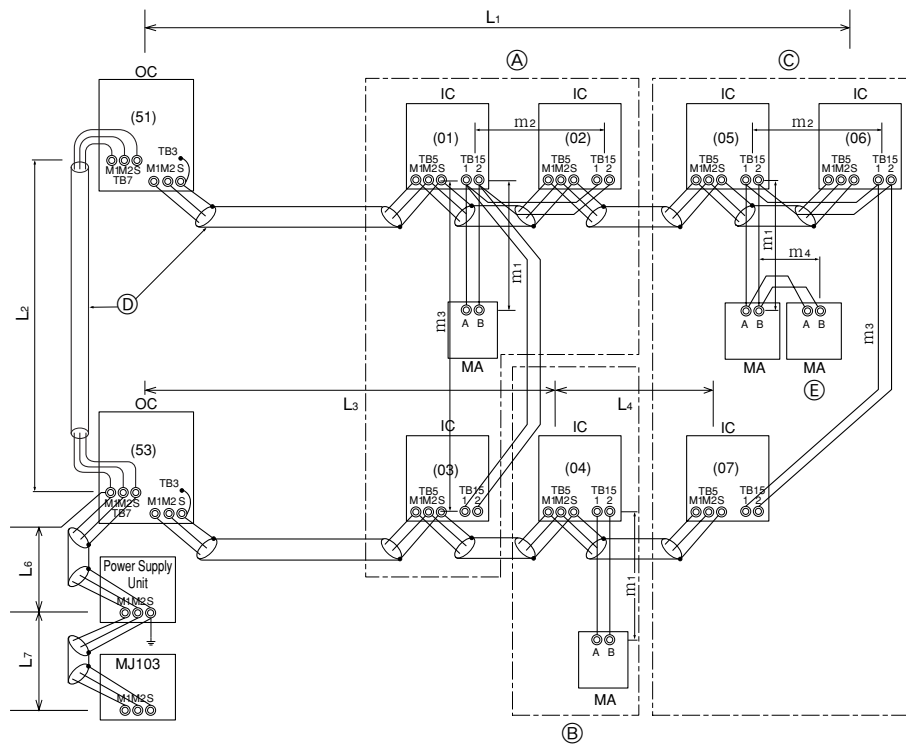 L1
A
C
OC
IC
IC
IC
IC
(51)
(01)
m2
(02)
(05)
m2
(06)
TB3
TB5
TB15
TB5
TB15
TB5
TB15
TB5
TB15
M1M2S
M1M2S
M1M2S
1 2
M1M2S
1 2
M1M2S
1 2
M1M2S
1 2
TB7
L2
D
m1
m3
m1
m4
m3
A B
A B
A B
MA
MA
MA
E
OC
L3
L4
IC
IC
IC
(53)
(03)
(04)
(07)
TB3
TB5
TB15
TB5
TB15
TB5
TB15
M1M2S
M1M2S
M1M2S
1 2
M1M2S
1 2
M1M2S
1 2
TB7
L6
Power Supply
Unit
M1M2S
m1
L7
MJ103
M1M2S
A B
MA
B